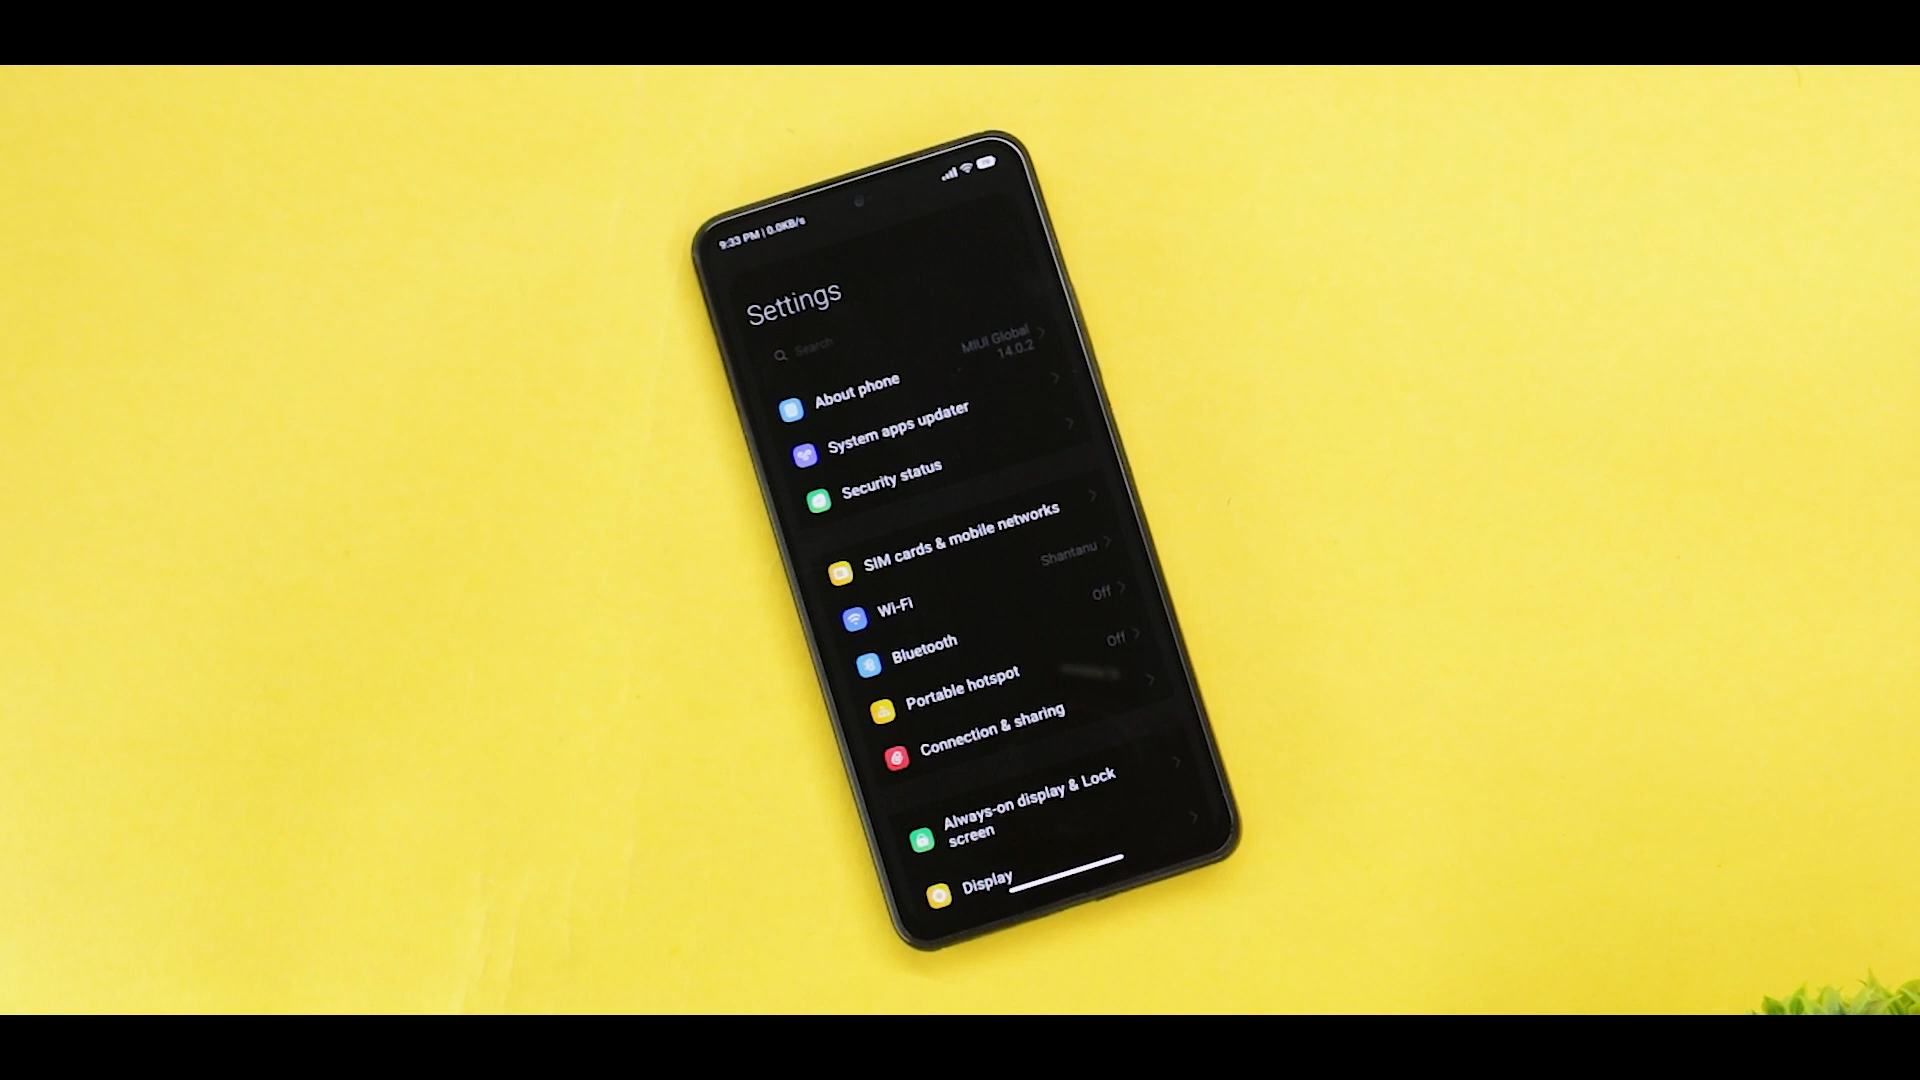 9:33 PM | 0.0KB/s
Settings
Search
About phone
MIUI Global
14.0.2
System apps updater
Security status
SIM cards & mobile networks
Wi-Fi
Shantanu
Bluetooth
Off
Portable hotspot
Off
Connection & sharing
Always-on display & Lock
screen
Display